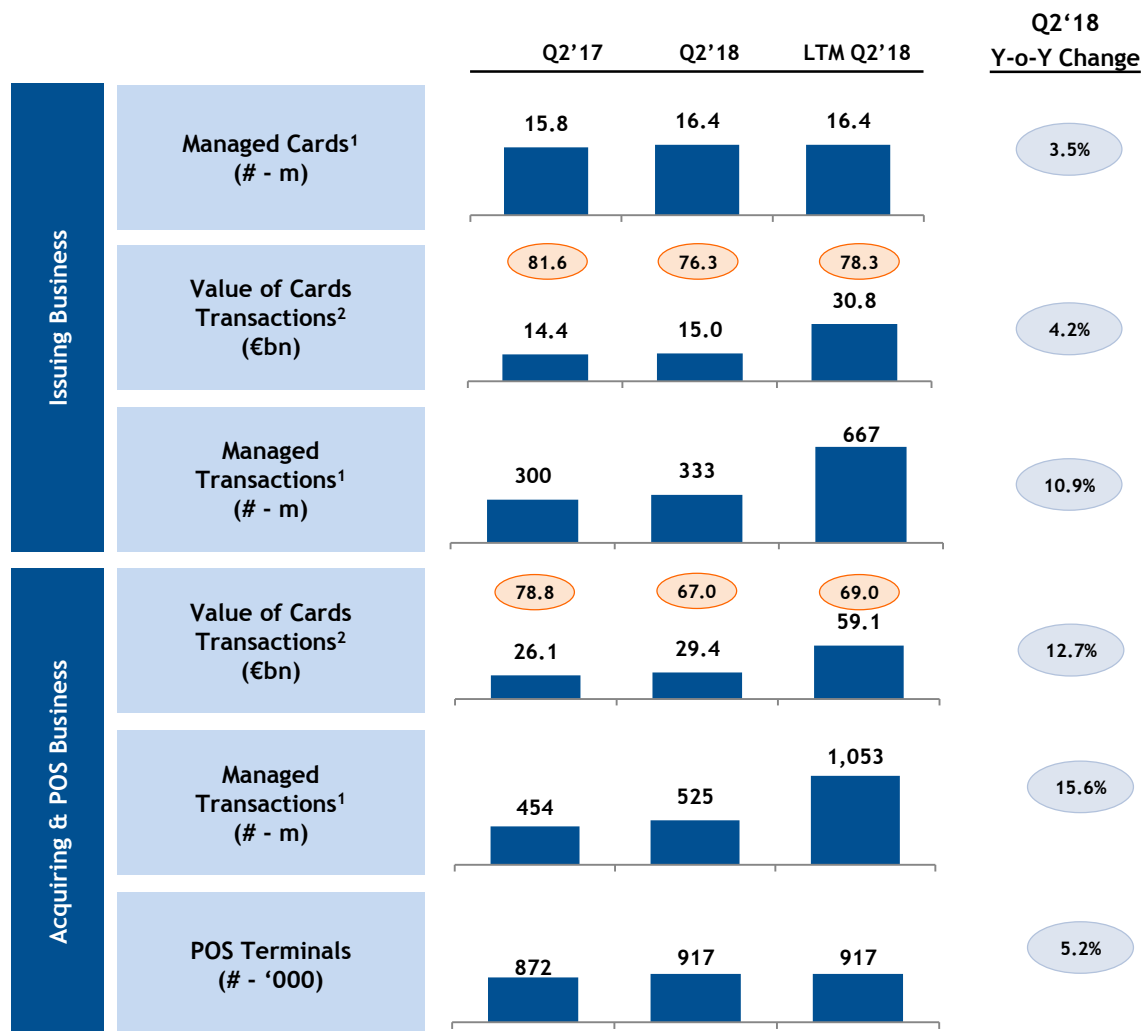 Q2‘18
Y-o-Y Change
Q2’17 Q2’18 LTM Q2’18
Issuing Business
Managed Cards¹
(# - m)
15.8 16.4 16.4
3.5%
Value of Cards
Transactions²
(€bn)
81.6 76.3 78.3
14.4 15.0 30.8
4.2%
Managed
Transactions¹
(# - m)
300 333 667
10.9%
Acquiring & POS Business
Value of Cards
Transactions²
(€bn)
78.8 67.0 69.0
26.1 29.4 59.1
12.7%
Managed
Transactions¹
(# - m)
454 525 1,053
15.6%
POS Terminals
(# - ‘000)
872 917 917
5.2%